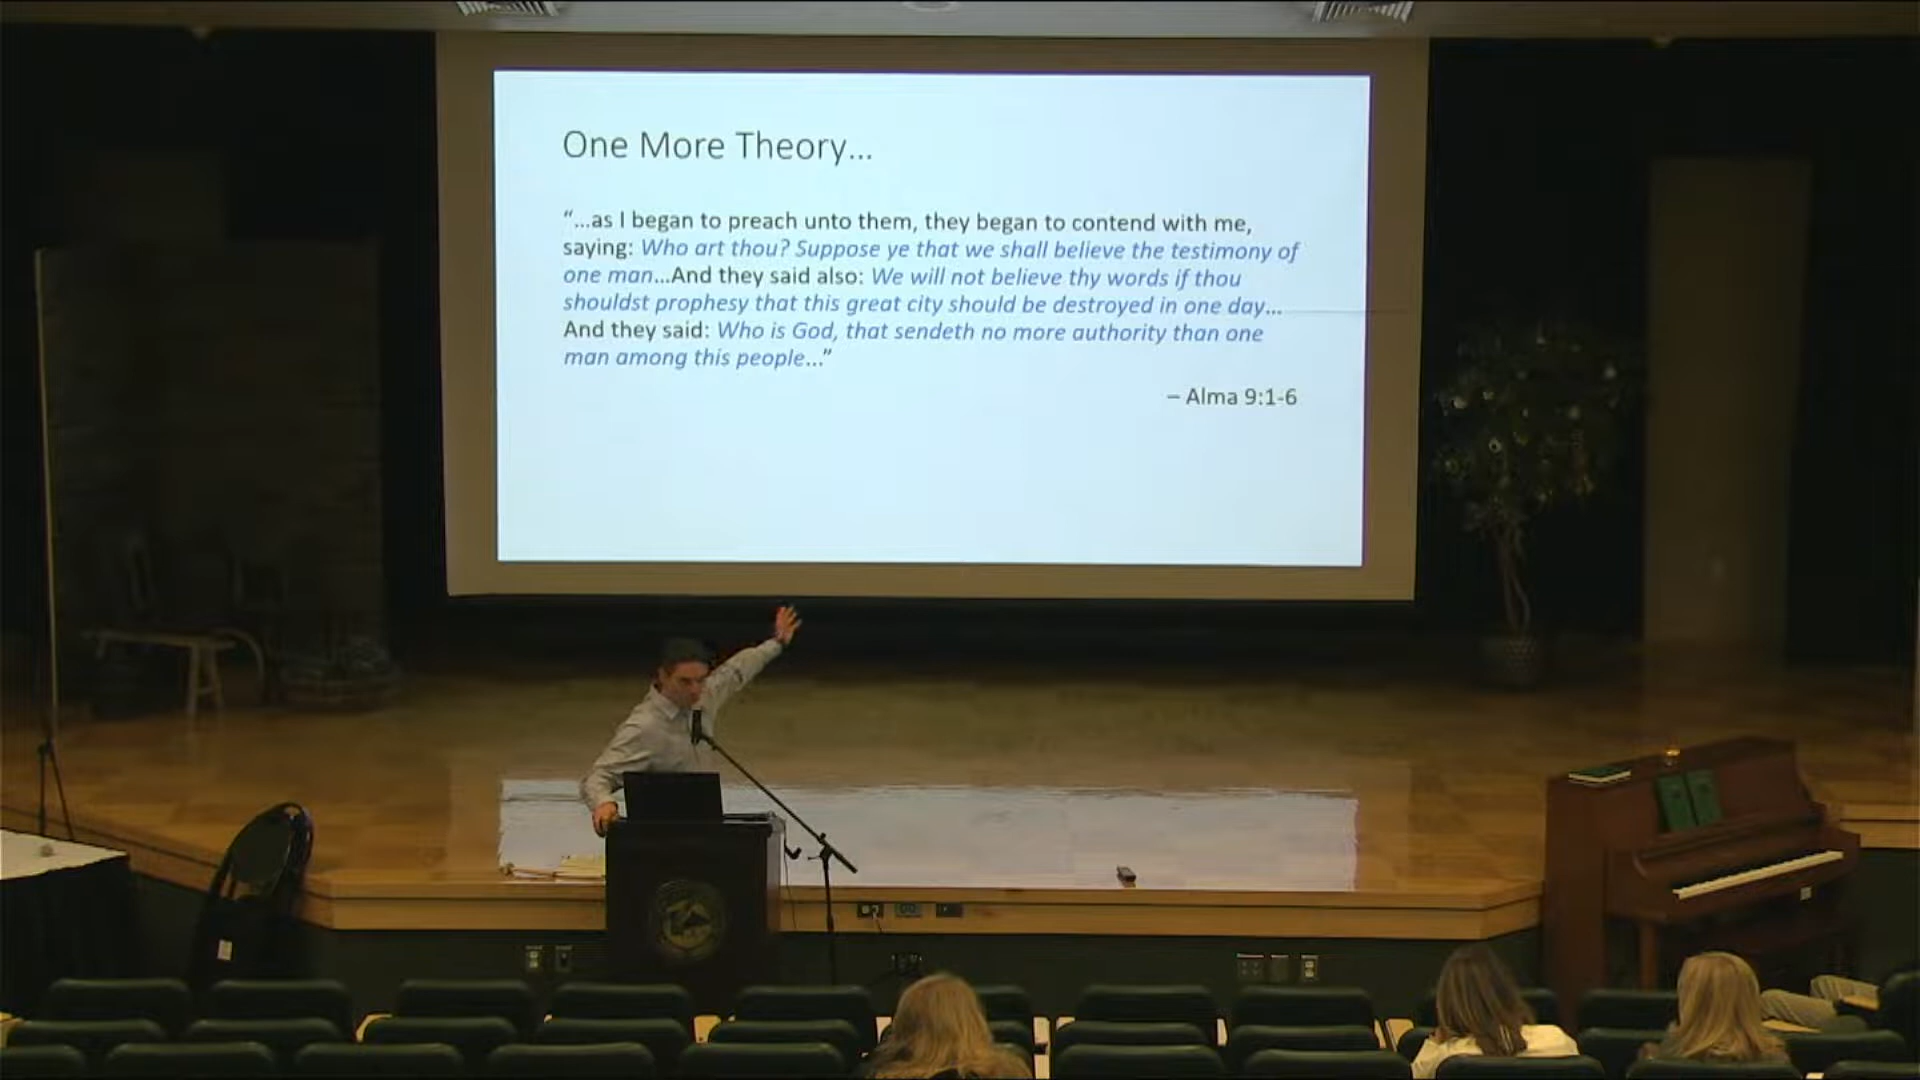 One More Theory...
“...as I began to preach unto them, they began to contend with me,
saying: Who art thou? Suppose ye that we shall believe the testimony of
one man...And they said also: We will not believe thy words if thou
shouldst prophesy that this great city should be destroyed in one day...
And they said: Who is God, that sendeth no more authority than one
man among this people...”
– Alma 9:1-6